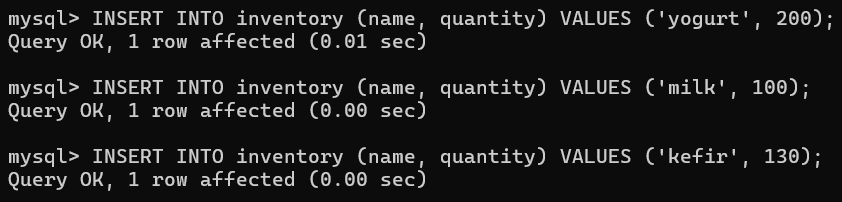 mysql> INSERT INTO inventory (name, quantity) VALUES ('yogurt', 200);
Query OK, 1 row affected (0.01 sec)
mysql> INSERT INTO inventory (name, quantity) VALUES ('milk', 100);
Query OK, 1 row affected (0.00 sec)
mysql> INSERT INTO inventory (name, quantity) VALUES ('kefir', 130);
Query OK, 1 row affected (0.00 sec)